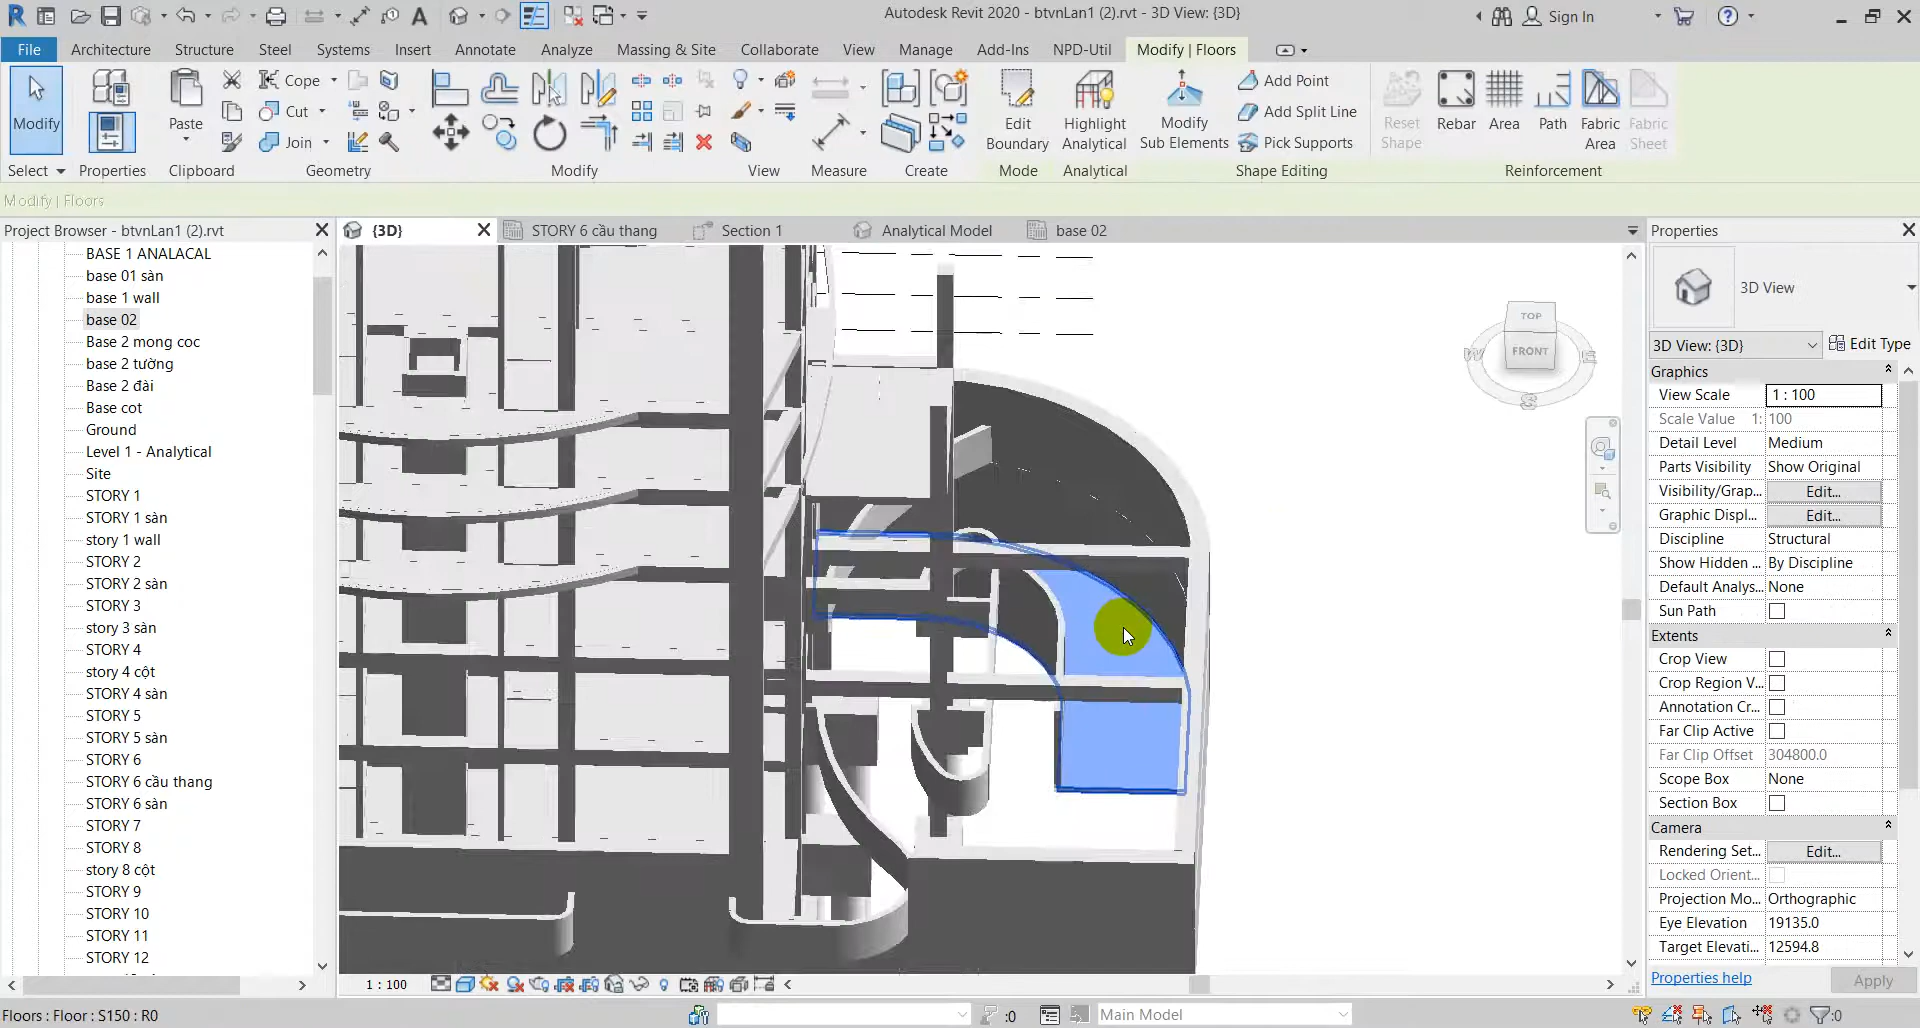 Autodesk Revit 2020 - btvnLan1 (2).rvt - 3D View: {3D}
Sign In
File
Architecture
Structure
Steel
Systems
Insert
Annotate
Analyze
Massing & Site
Collaborate
View
Manage
Add-Ins
NPD-Util
Modify | Floors
Modify
Paste
Cope
Cut
Join
Edit
Boundary
Highlight
Analytical
Modify
Sub Elements
Add Point
Add Split Line
Pick Supports
Reset
Shape
Rebar
Area
Path
Fabric
Area
Fabric
Sheet
Select
Properties
Clipboard
Geometry
Modify
View
Measure
Create
Mode
Analytical
Shape Editing
Reinforcement
Modify | Floors
Project Browser - btvnLan1 (2).rvt
BASE 1 ANALACAL
base 01 sàn
base 1 wall
base 02
Base 2 mong coc
base 2 tường
Base 2 đài
Base cot
Ground
Level 1 - Analytical
Site
STORY 1
STORY 1 sàn
story 1 wall
STORY 2
STORY 2 sàn
STORY 3
story 3 sàn
STORY 4
story 4 cột
STORY 4 sàn
STORY 5
STORY 5 sàn
STORY 6
STORY 6 cầu thang
STORY 6 sàn
STORY 7
STORY 8
story 8 cột
STORY 9
STORY 10
STORY 11
STORY 12
{3D}
STORY 6 cầu thang
Section 1
Analytical Model
base 02
TOP
FRONT
W
E
S
1 : 100
Properties
3D View
3D View: {3D}
Edit Type
Graphics
View Scale
1 : 100
Scale Value 1:
100
Detail Level
Medium
Parts Visibility
Show Original
Visibility/Grap...
Edit...
Graphic Displ...
Edit...
Discipline
Structural
Show Hidden ...
By Discipline
Default Analys...
None
Sun Path
Extents
Crop View
Crop Region V...
Annotation Cr...
Far Clip Active
Far Clip Offset
304800.0
Scope Box
None
Section Box
Camera
Rendering Set...
Edit...
Locked Orient...
Projection Mo...
Orthographic
Eye Elevation
19135.0
Target Elevati...
12594.8
Properties help
Apply
Floors : Floor : S150 : R0
:0
Main Model
:0